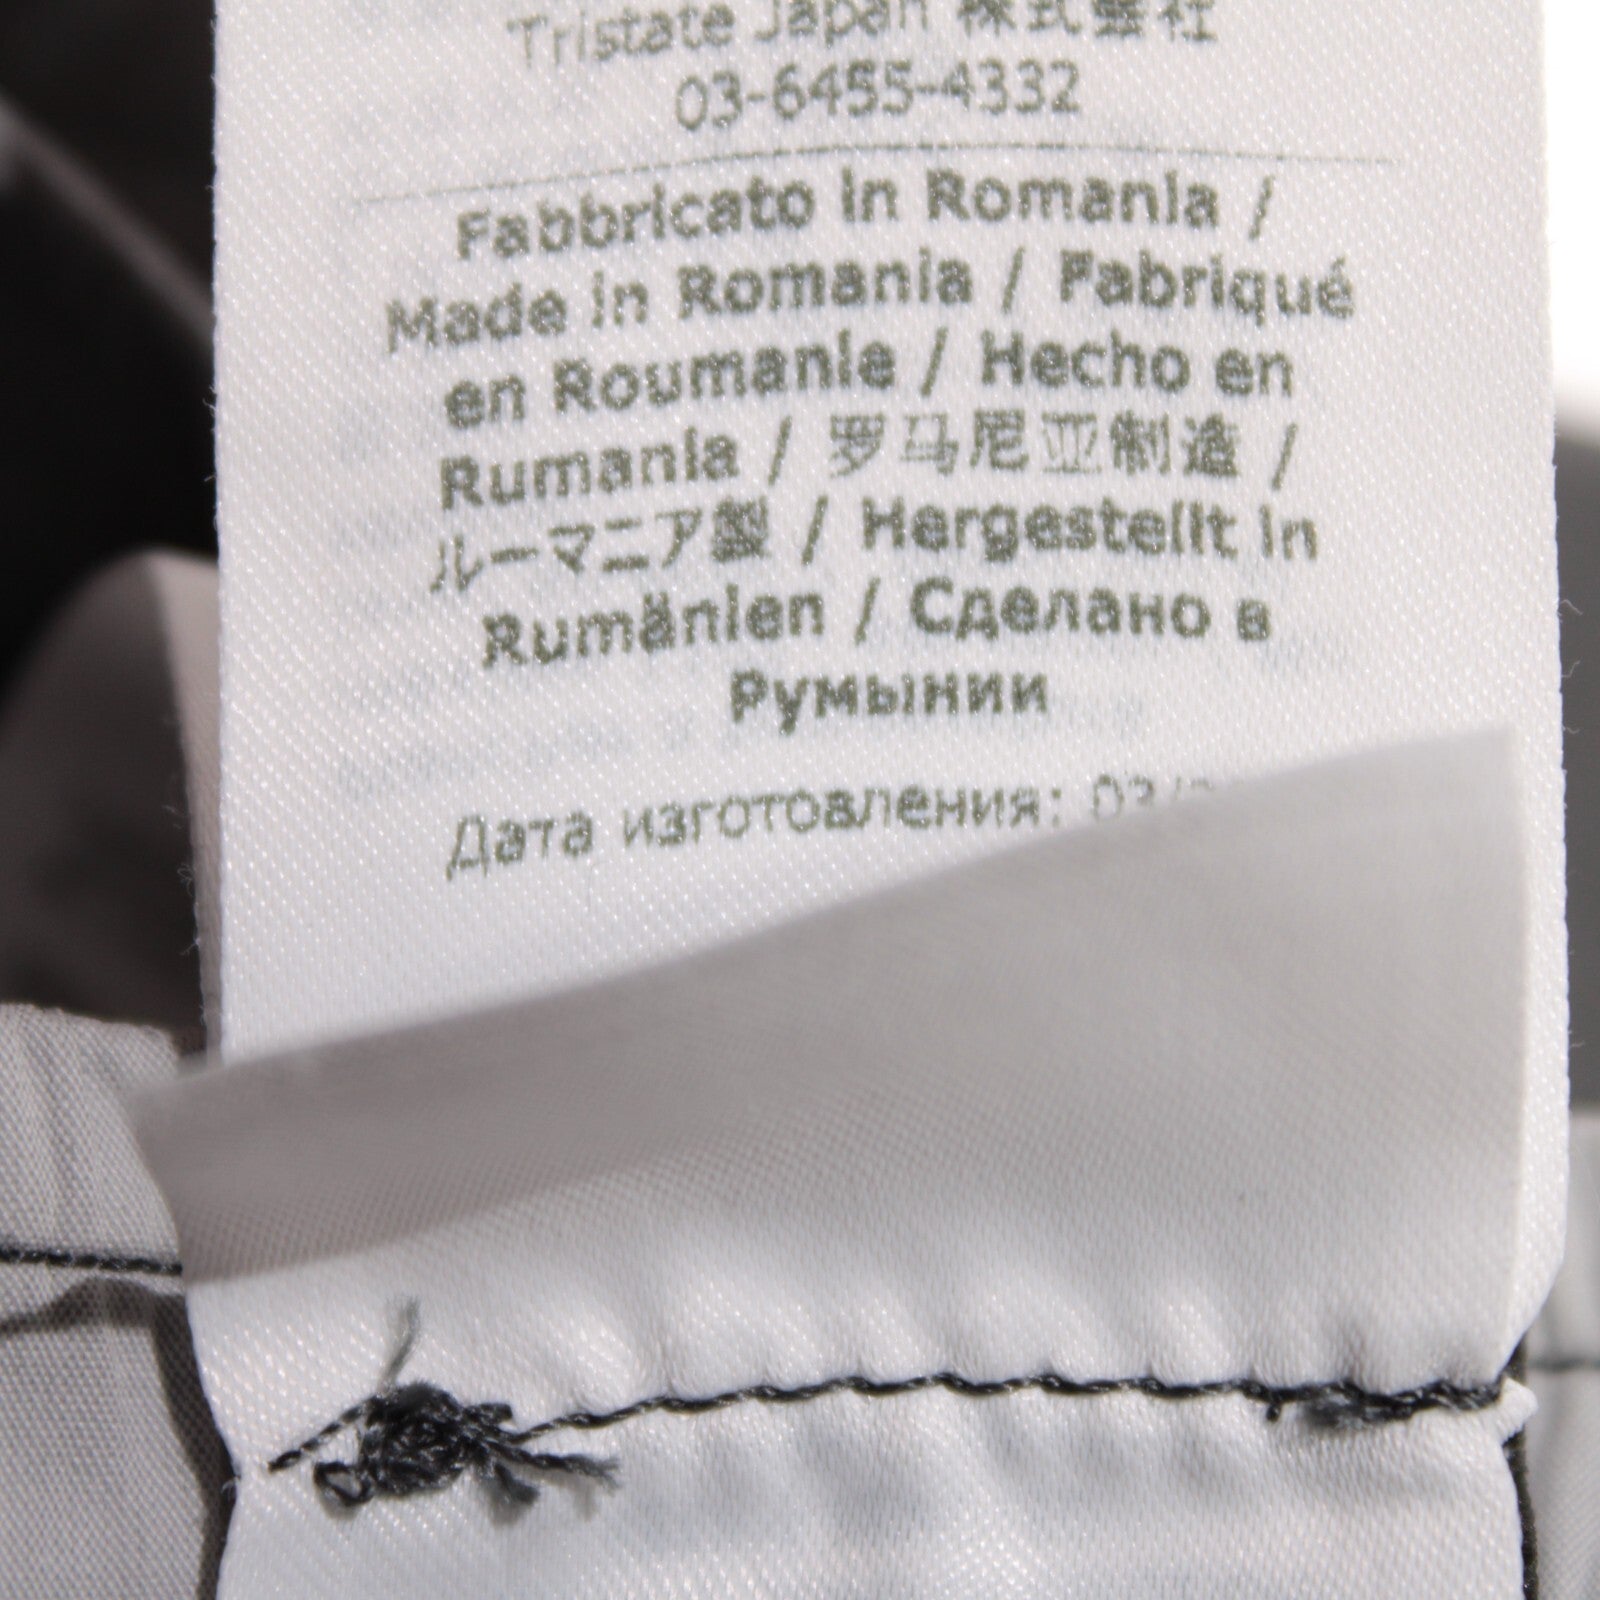 Tristate Japan 株式会社
03-6455-4332
Fabbricato in Romania /
Made in Romania / Fabriqué
en Roumanie / Hecho en
Rumania / 罗马尼亚制造 /
ルーマニア製 / Hergestellt in
Rumänien / Сделано в
Румынии
Дата изготовления: